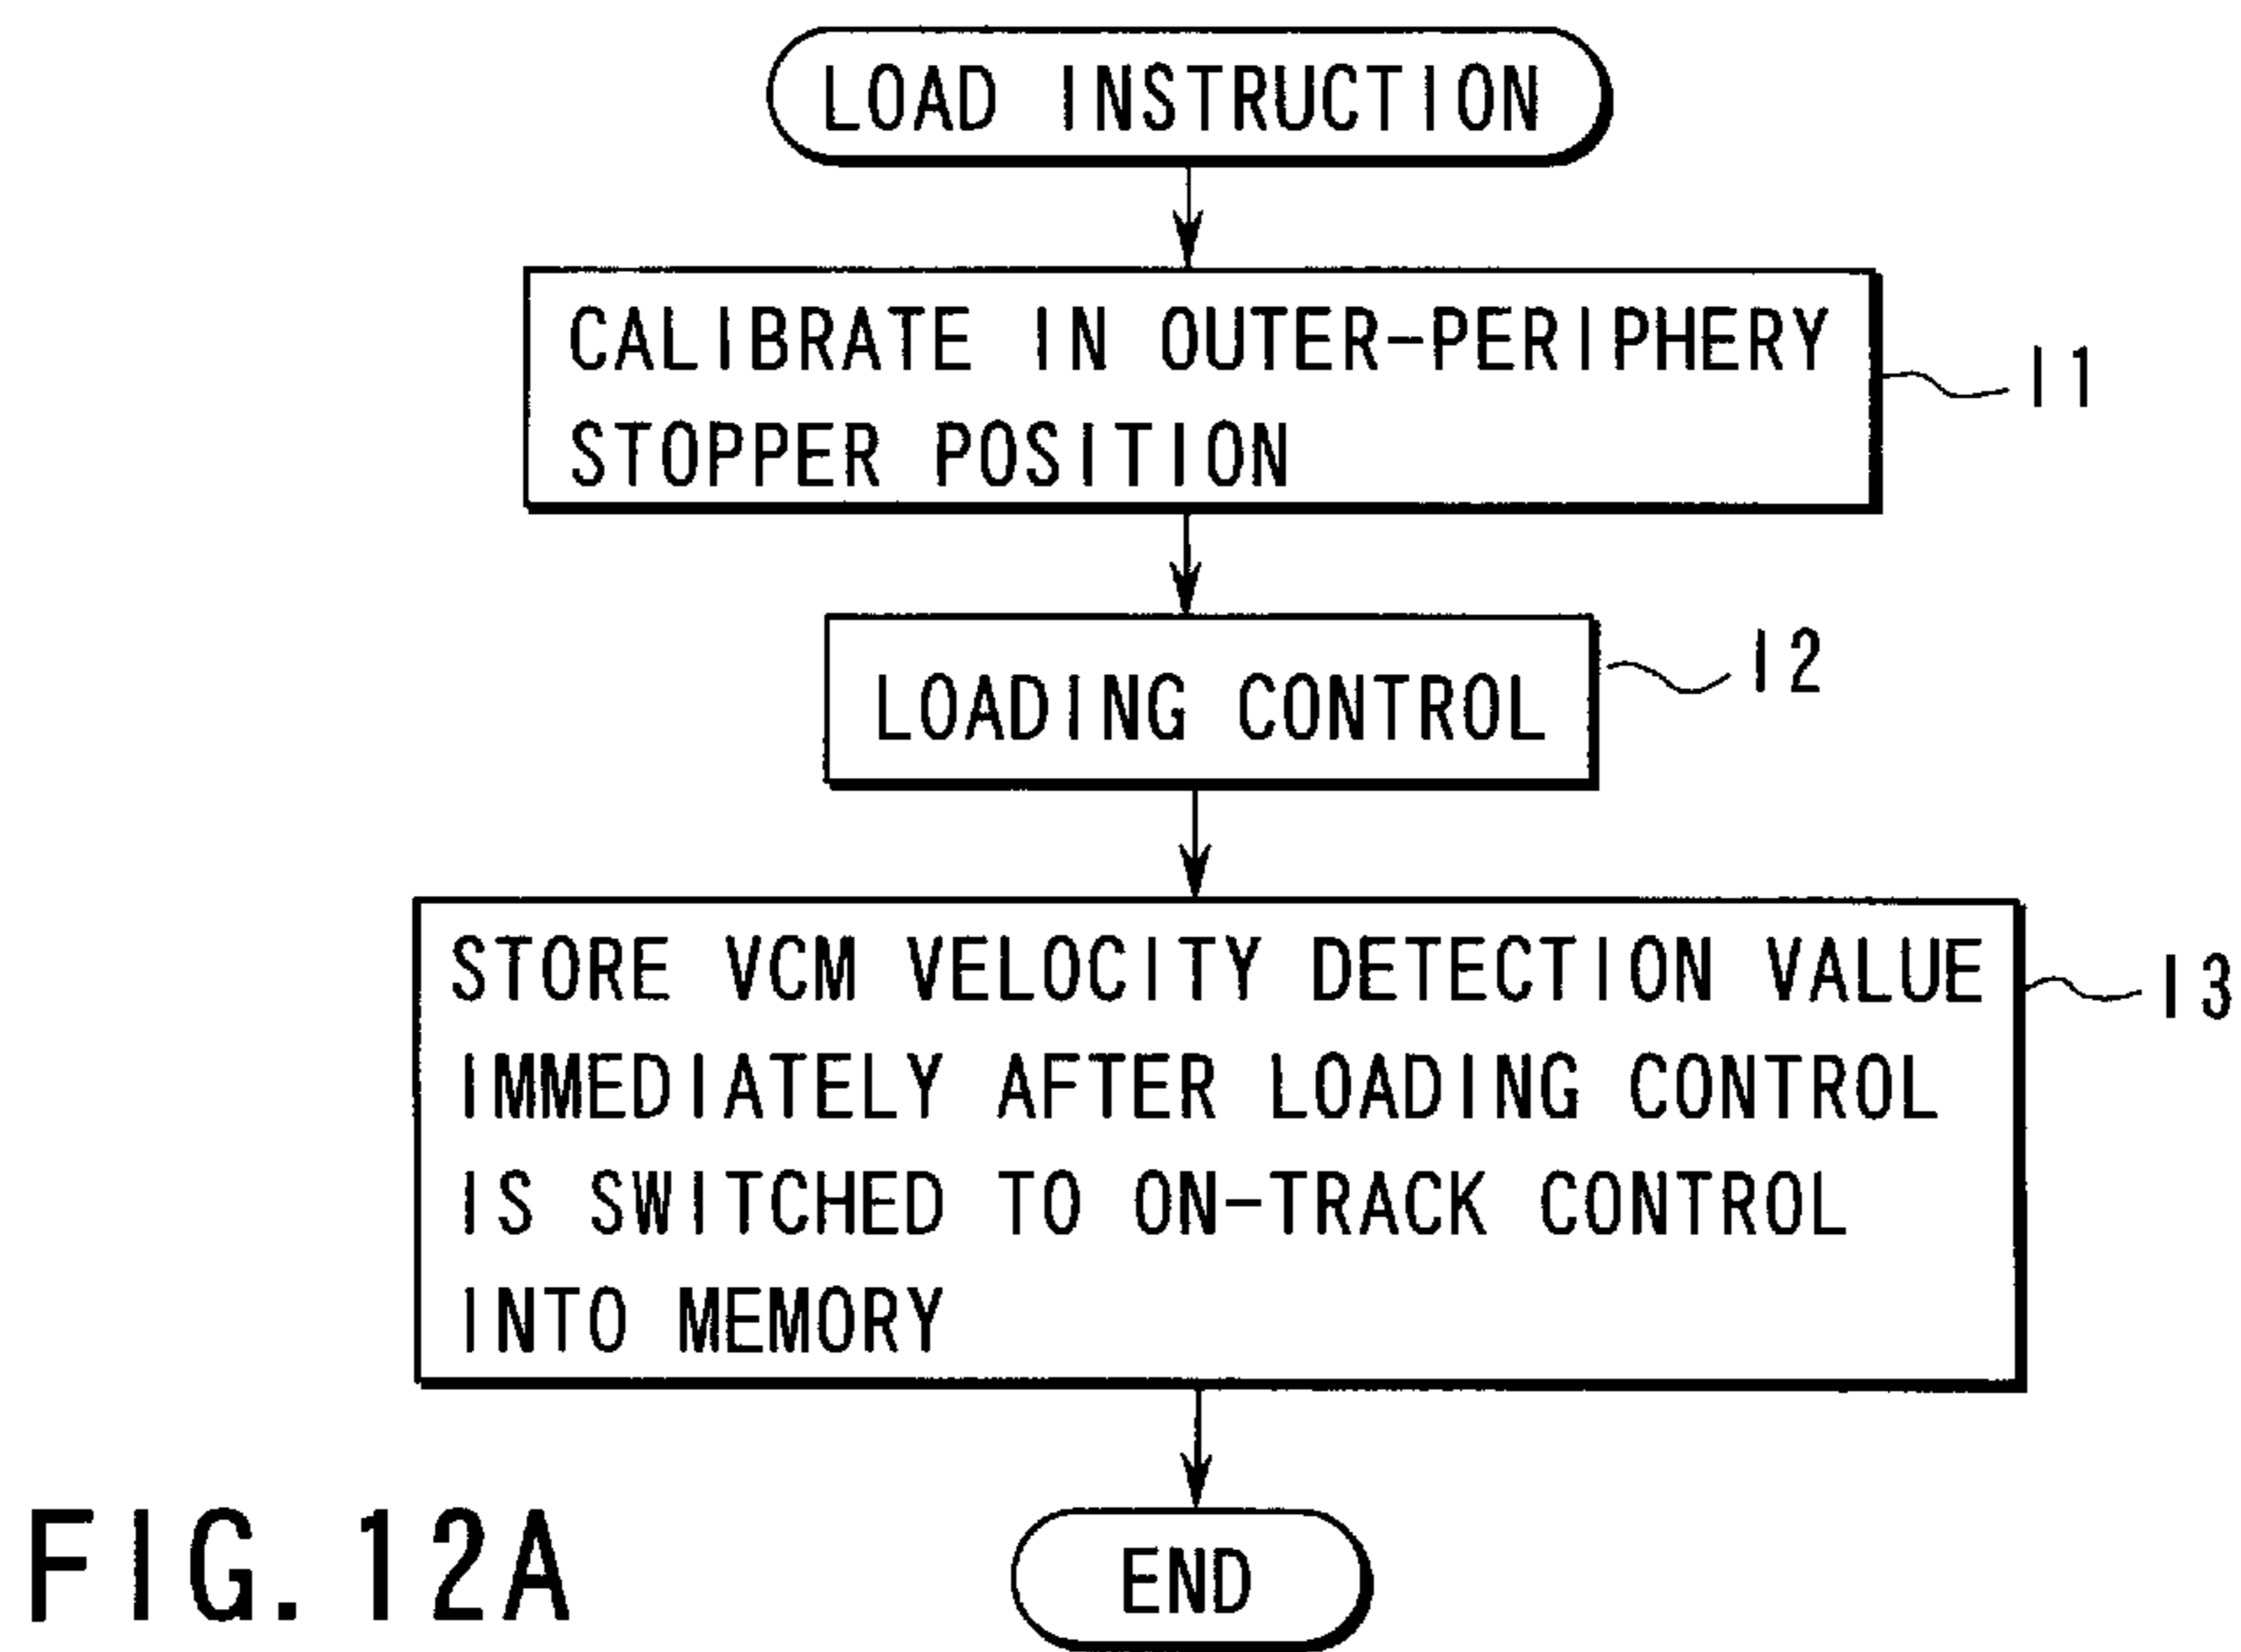 LOAD INSTRUCTION
CALIBRATE IN OUTER-PERIPHERY
STOPPER POSITION
11
LOADING CONTROL
12
STORE VCM VELOCITY DETECTION VALUE
IMMEDIATELY AFTER LOADING CONTROL
IS SWITCHED TO ON-TRACK CONTROL
INTO MEMORY
13
END
FIG. 12A